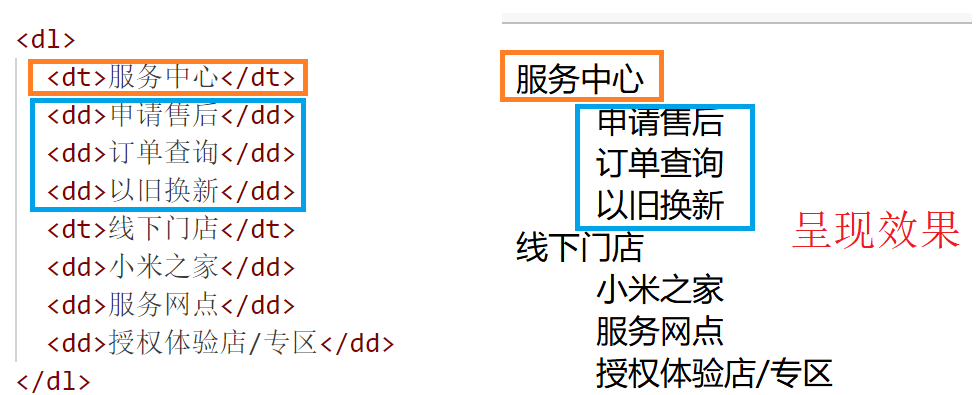 <dl>
<dt>服务中心</dt>
<dd>申请售后</dd>
<dd>订单查询</dd>
<dd>以旧换新</dd>
<dt>线下门店</dt>
<dd>小米之家</dd>
<dd>服务网点</dd>
<dd>授权体验店/专区</dd>
</dl>
服务中心
申请售后
订单查询
以旧换新
线下门店
小米之家
服务网点
授权体验店/专区
呈现效果